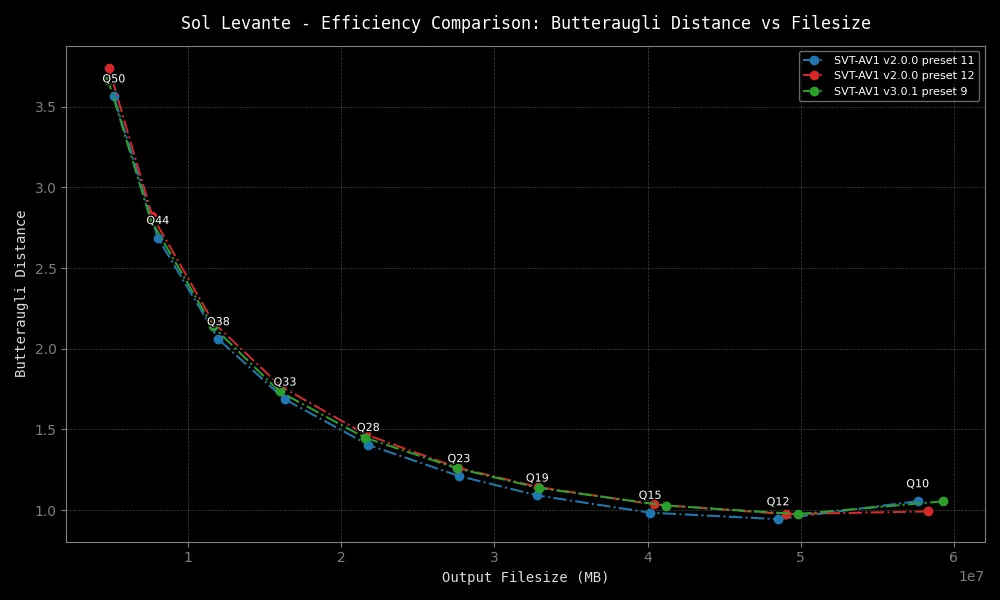 Sol Levante - Efficiency Comparison: Butteraugli Distance vs Filesize
SVT-AV1 v2.0.0 preset 11
SVT-AV1 v2.0.0 preset 12
SVT-AV1 v3.0.1 preset 9
Butteraugli Distance
3.5
3.0
2.5
2.0
1.5
1.0
Q50
Q44
Q38
Q33
Q28
Q23
Q19
Q15
Q12
Q10
1 2 3 4 5 6
1e7
Output Filesize (MB)